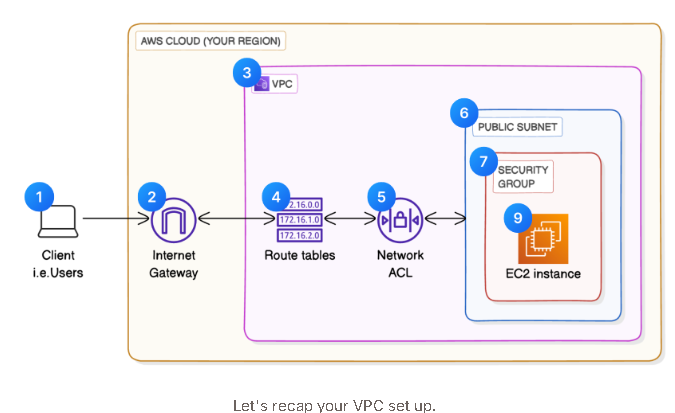 AWS CLOUD (YOUR REGION)
3
VPC
6
PUBLIC SUBNET
7
SECURITY
GROUP
1
2
4
5
9
172.16.0.0
172.16.1.0
172.16.2.0
Client
i.e.Users
Internet
Gateway
Route tables
Network
ACL
EC2 instance
Let's recap your VPC set up.